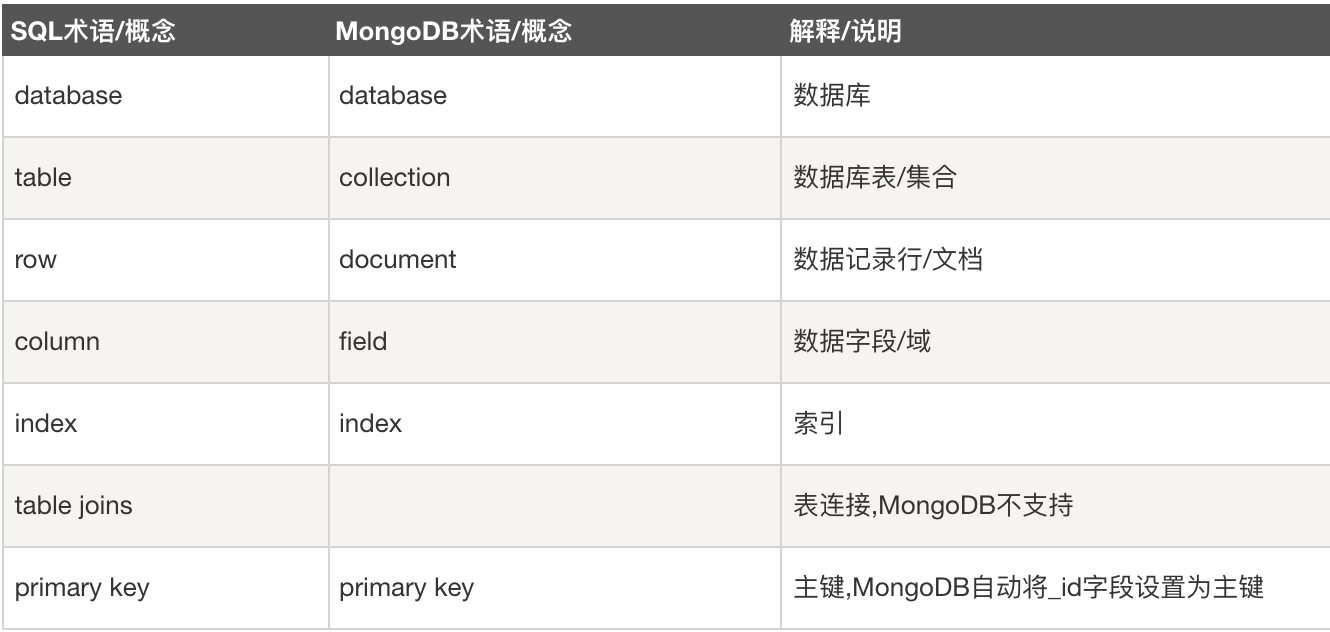 SQL术语/概念 MongoDB术语/概念 解释/说明
database database 数据库
table collection 数据库表/集合
row document 数据记录行/文档
column field 数据字段/域
index index 索引
table joins 表连接,MongoDB不支持
primary key primary key 主键,MongoDB自动将_id字段设置为主键